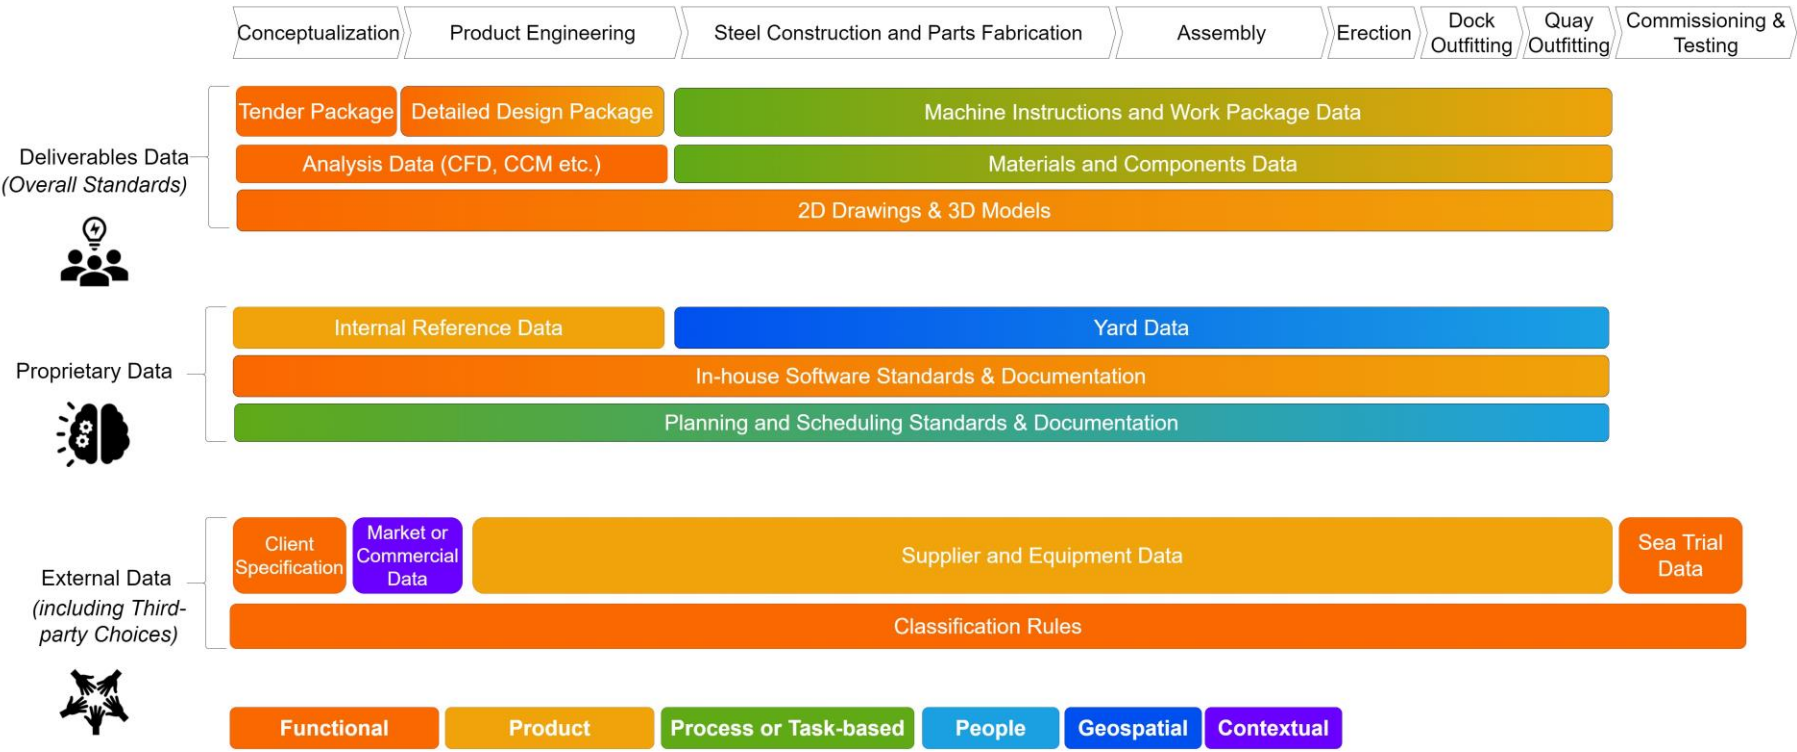 Conceptualization
Product Engineering
Steel Construction and Parts Fabrication
Assembly
Erection
Dock
Outfitting
Quay
Outfitting
Commissioning &
Testing
Deliverables Data
(Overall Standards)
Tender Package
Detailed Design Package
Machine Instructions and Work Package Data
Analysis Data (CFD, CCM etc.)
Materials and Components Data
2D Drawings & 3D Models
Proprietary Data
Internal Reference Data
Yard Data
In-house Software Standards & Documentation
Planning and Scheduling Standards & Documentation
External Data
(including Third-
party Choices)
Client
Specification
Market or
Commercial
Data
Supplier and Equipment Data
Sea Trial
Data
Classification Rules
Functional
Product
Process or Task-based
People
Geospatial
Contextual